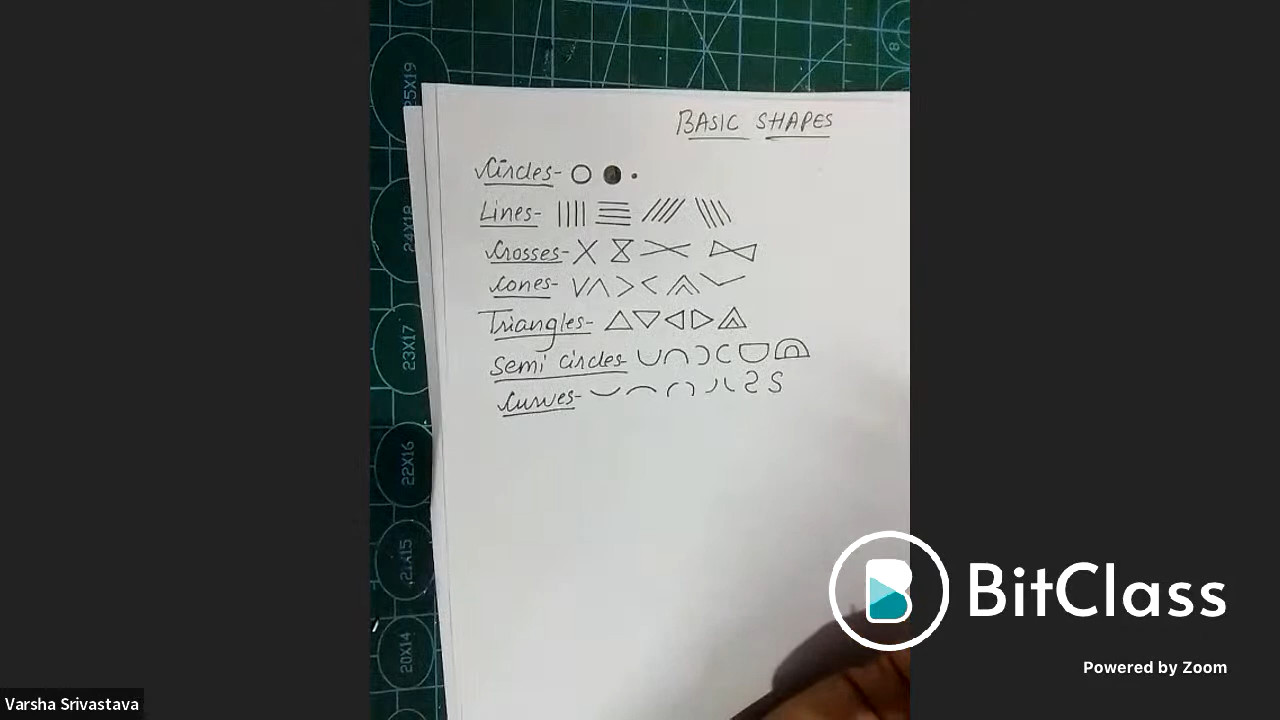 BASIC SHAPES
Circles-
Lines-
Crosses-
Cones-
Triangles-
Semi circles-
Curves-
25X19
24X18
23X17
22X16
21X15
20X14
8
BitClass
Powered by Zoom
Varsha Srivastava